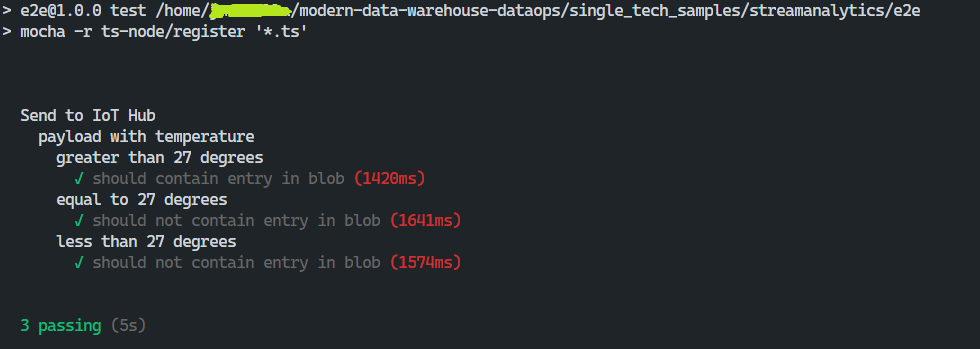 > e2e@1.0.0 test /home/ /modern-data-warehouse-dataops/single_tech_samples/streamanalytics/e2e
> mocha -r ts-node/register '*.ts'
Send to IoT Hub
payload with temperature
greater than 27 degrees
✓ should contain entry in blob (1420ms)
equal to 27 degrees
✓ should not contain entry in blob (1641ms)
less than 27 degrees
✓ should not contain entry in blob (1574ms)
3 passing (5s)